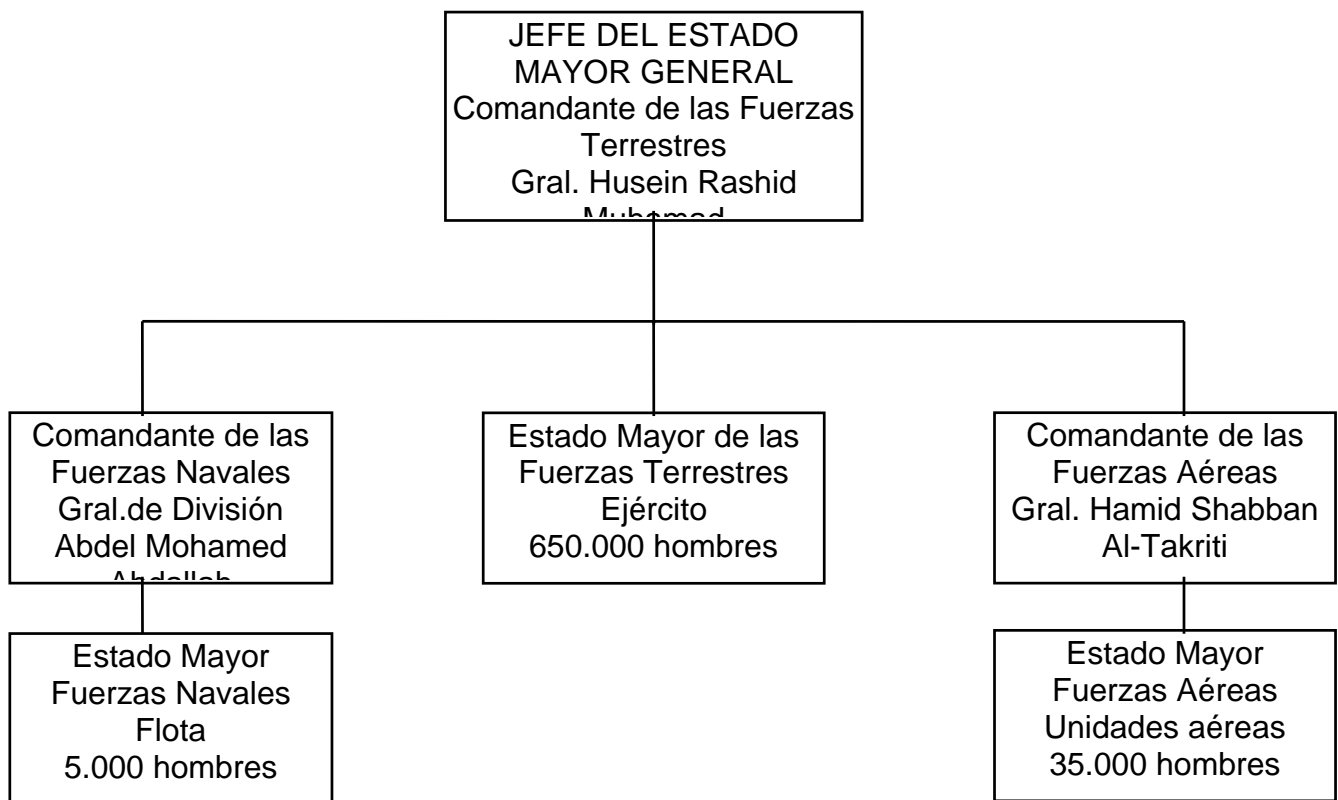 JEFE DEL ESTADO
MAYOR GENERAL
Comandante de las Fuerzas
Terrestres
Gral. Husein Rashid
Muhamad
Comandante de las
Fuerzas Navales
Gral.de División
Abdel Mohamed
Abdallah
Estado Mayor de las
Fuerzas Terrestres
Ejército
650.000 hombres
Comandante de las
Fuerzas Aéreas
Gral. Hamid Shabban
Al-Takriti
Estado Mayor
Fuerzas Navales
Flota
5.000 hombres
Estado Mayor
Fuerzas Aéreas
Unidades aéreas
35.000 hombres